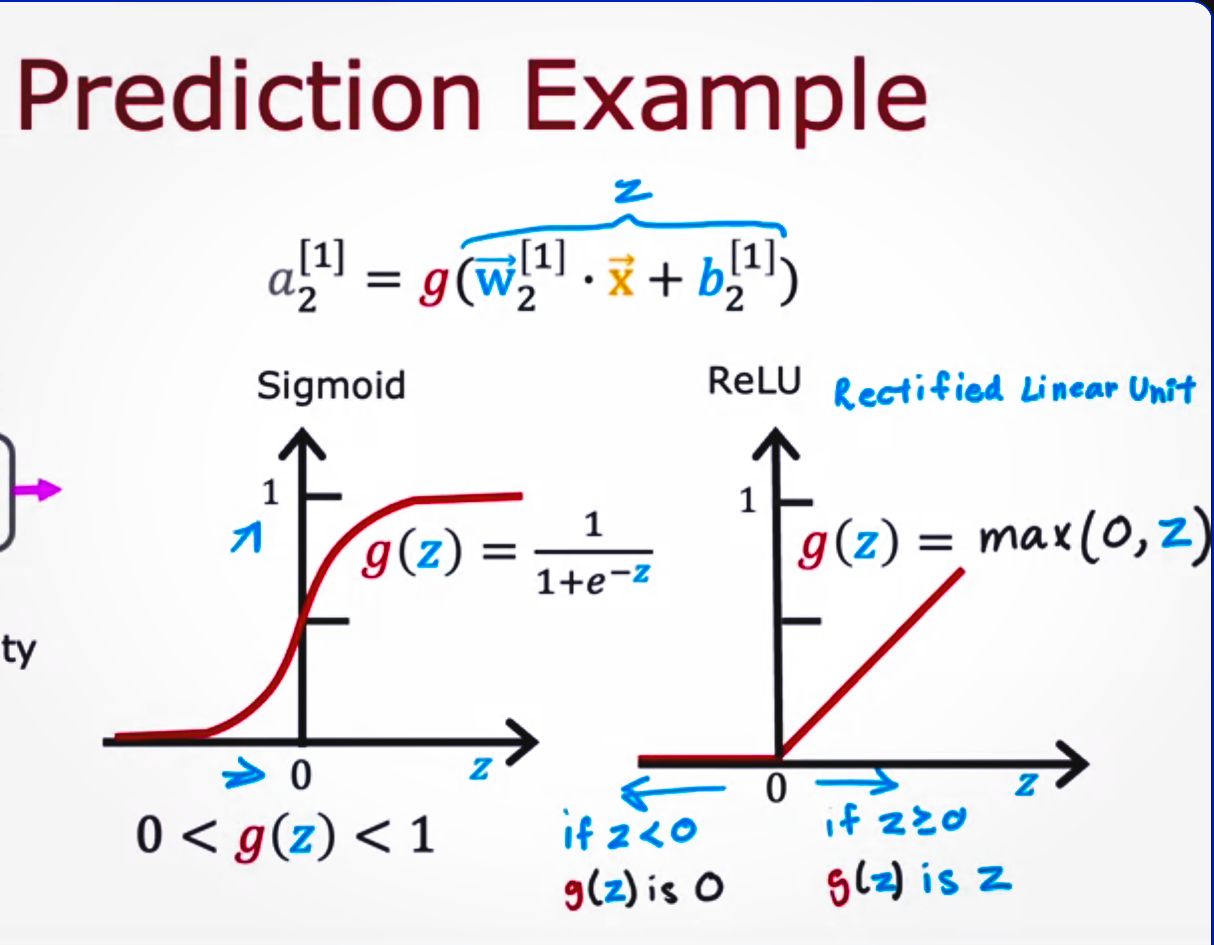 Prediction Example
z
a₂^[1] = g(w⃗₂^[1] · x⃗ + b₂^[1])
Sigmoid
ReLU Rectified Linear Unit
1
g(z) = 1/(1+e^−z)
1
g(z) = max(0, z)
ty
0
z
0
z
0 < g(z) < 1
if z<0
g(z) is 0
if z≥0
g(z) is z